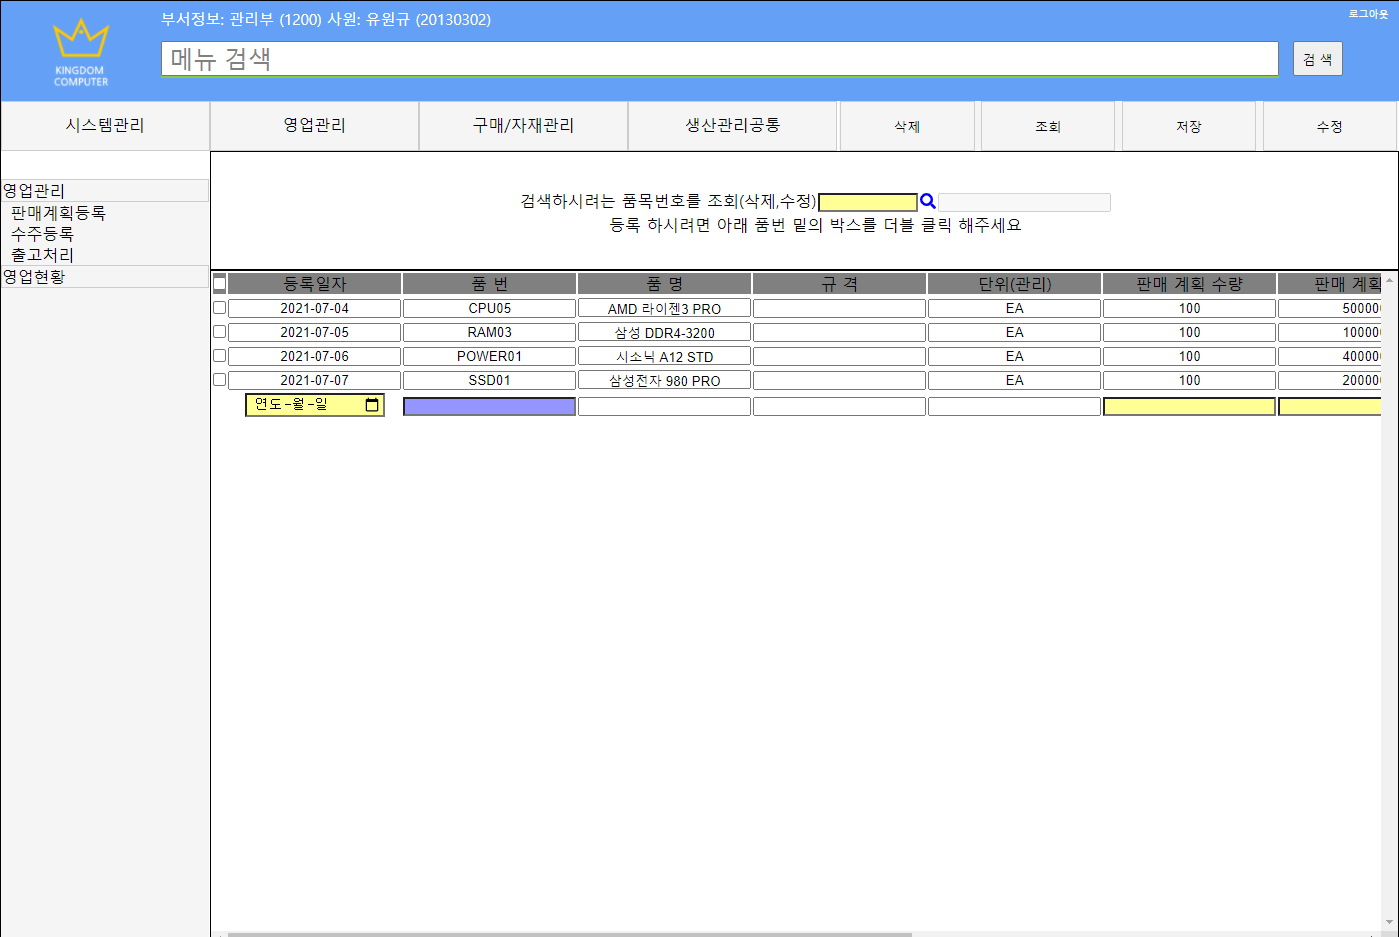 부서정보: 관리부 (1200) 사원: 유원규 (20130302)
로그아웃
메뉴 검색
검 색
KINGDOM
COMPUTER
시스템관리 영업관리 구매/자재관리 생산관리공통 삭제 조회 저장 수정
영업관리
판매계획등록
수주등록
출고처리
영업현황
검색하시려는 품목번호를 조회(삭제,수정)
등록 하시려면 아래 품번 밑의 박스를 더블 클릭 해주세요
등록일자 품 번 품 명 규 격 단위(관리) 판매 계획 수량 판매 계획
2021-07-04 CPU05 AMD 라이젠3 PRO EA 100 500000
2021-07-05 RAM03 삼성 DDR4-3200 EA 100 100000
2021-07-06 POWER01 시소닉 A12 STD EA 100 400000
2021-07-07 SSD01 삼성전자 980 PRO EA 100 200000
연도-월-일